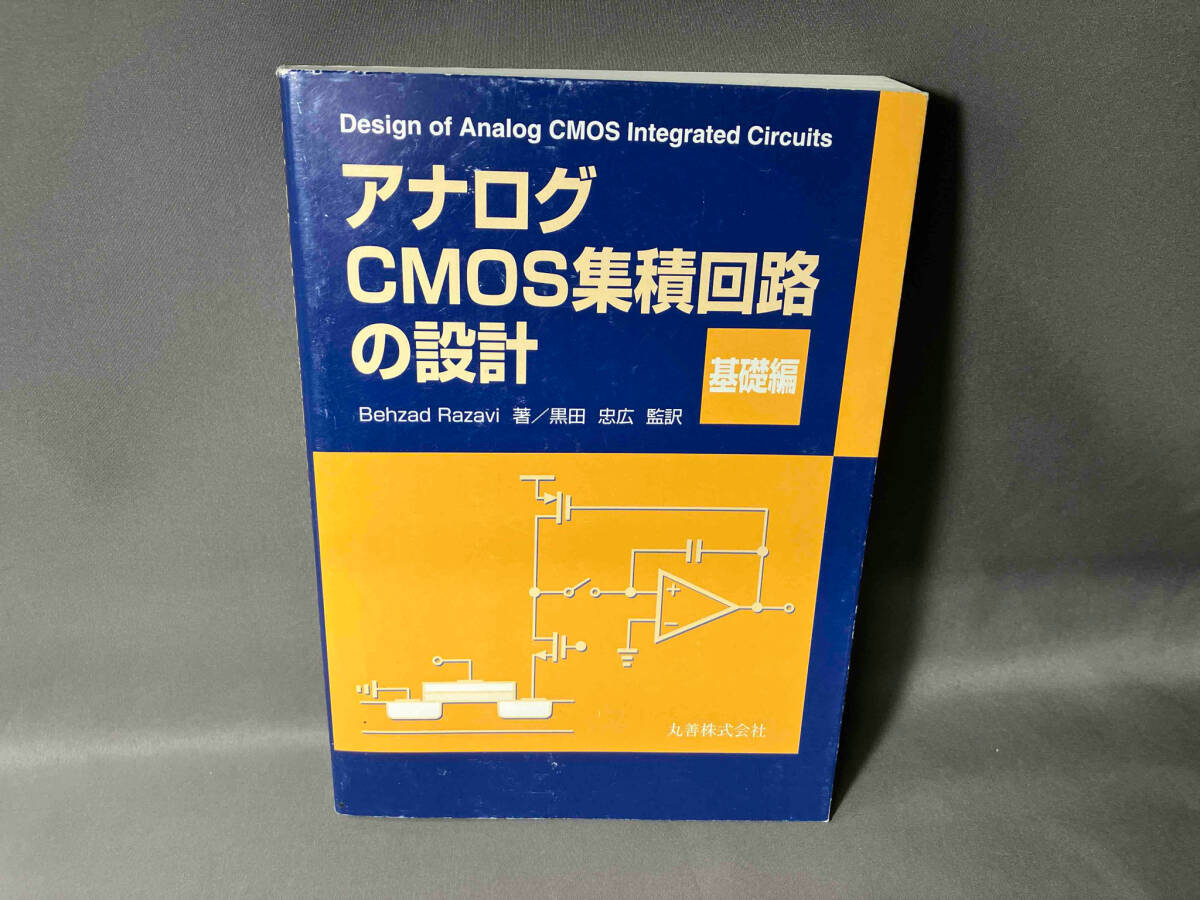 Design of Analog CMOS Integrated Circuits
アナログ
CMOS集積回路
の設計
基礎編
Behzad Razavi 著／黒田 忠広 監訳
+
−
丸善株式会社